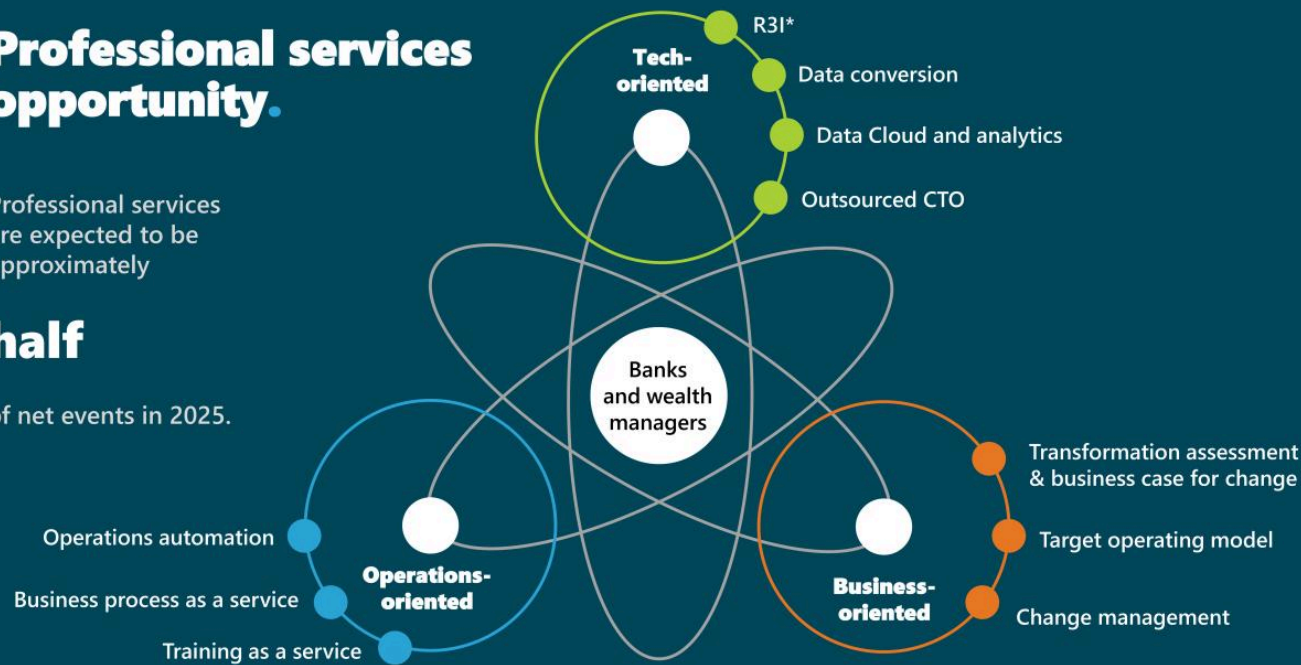 Professional services
opportunity.
Professional services
re expected to be
pproximately
half
of net events in 2025.
Tech-
oriented
R3I*
Data conversion
Data Cloud and analytics
Outsourced CTO
Banks
and wealth
managers
Operations-
oriented
Operations automation
Business process as a service
Training as a service
Business-
oriented
Transformation assessment
& business case for change
Target operating model
Change management